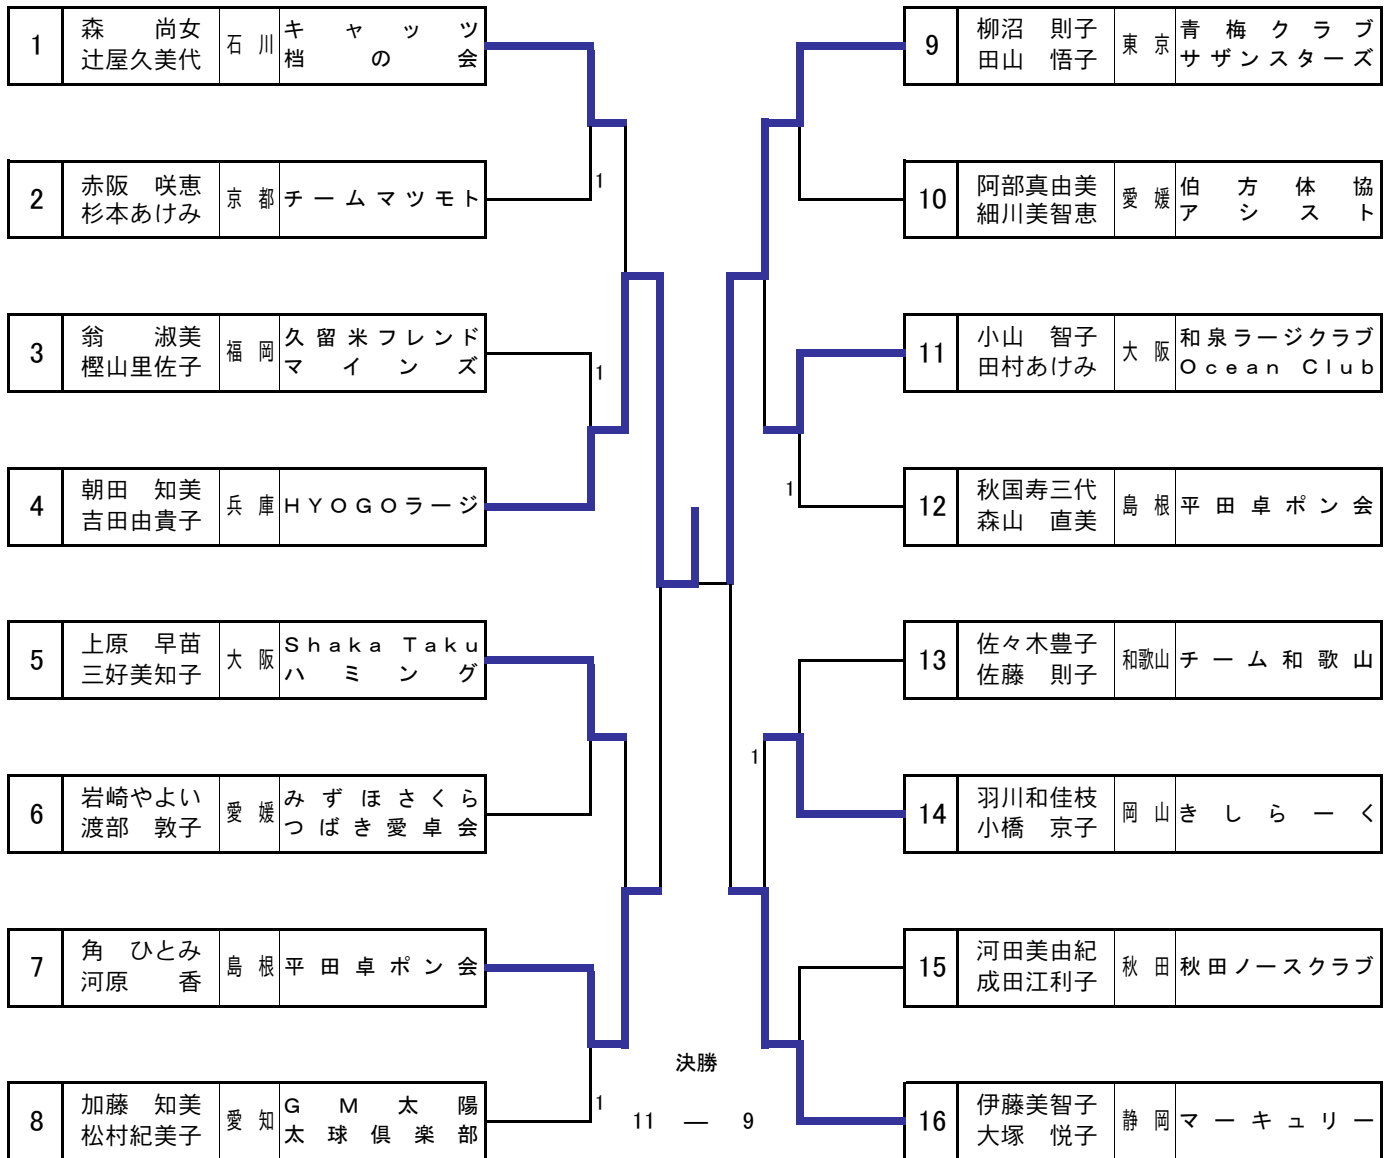 1
森　　尚女
辻屋久美代
石川
キャッツ
档の会
1
2
赤阪　咲恵
杉本あけみ
京都
チームマツモト
3
翁　　淑美
樫山里佐子
福岡
久留米フレンド
マインズ
1
4
朝田　知美
吉田由貴子
兵庫
HYOGOラージ
5
上原　早苗
三好美知子
大阪
Shaka Taku
ハミング
6
岩崎やよい
渡部　敦子
愛媛
みずほさくら
つばき愛卓会
7
角　ひとみ
河原　　香
島根
平田卓ポン会
8
加藤　知美
松村紀美子
愛知
GM太陽
太球倶楽部
1
決勝
11 — 9
9
柳沼　則子
田山　悟子
東京
青梅クラブ
サザンスターズ
10
阿部真由美
細川美智恵
愛媛
伯方体協
アシスト
11
小山　智子
田村あけみ
大阪
和泉ラージクラブ
Ocean Club
1
12
秋国寿三代
森山　直美
島根
平田卓ポン会
13
佐々木豊子
佐藤　則子
和歌山
チーム和歌山
1
14
羽川和佳枝
小橋　京子
岡山
きしらーく
15
河田美由紀
成田江利子
秋田
秋田ノースクラブ
16
伊藤美智子
大塚　悦子
静岡
マーキュリー